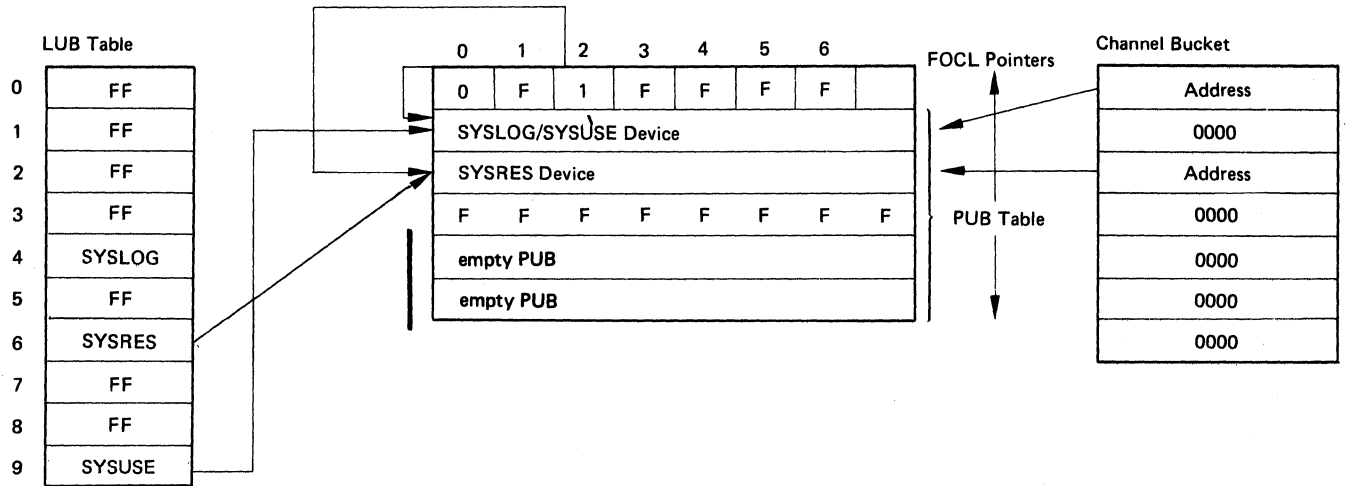 LUB Table
0 FF
1 FF
2 FF
3 FF
4 SYSLOG
5 FF
6 SYSRES
7 FF
8 FF
9 SYSUSE
0 1 2 3 4 5 6
0 F 1 F F F F
SYSLOG/SYSUSE Device
SYSRES Device
F F F F F F F F
empty PUB
empty PUB
FOCL Pointers
PUB Table
Channel Bucket
Address
0000
Address
0000
0000
0000
0000